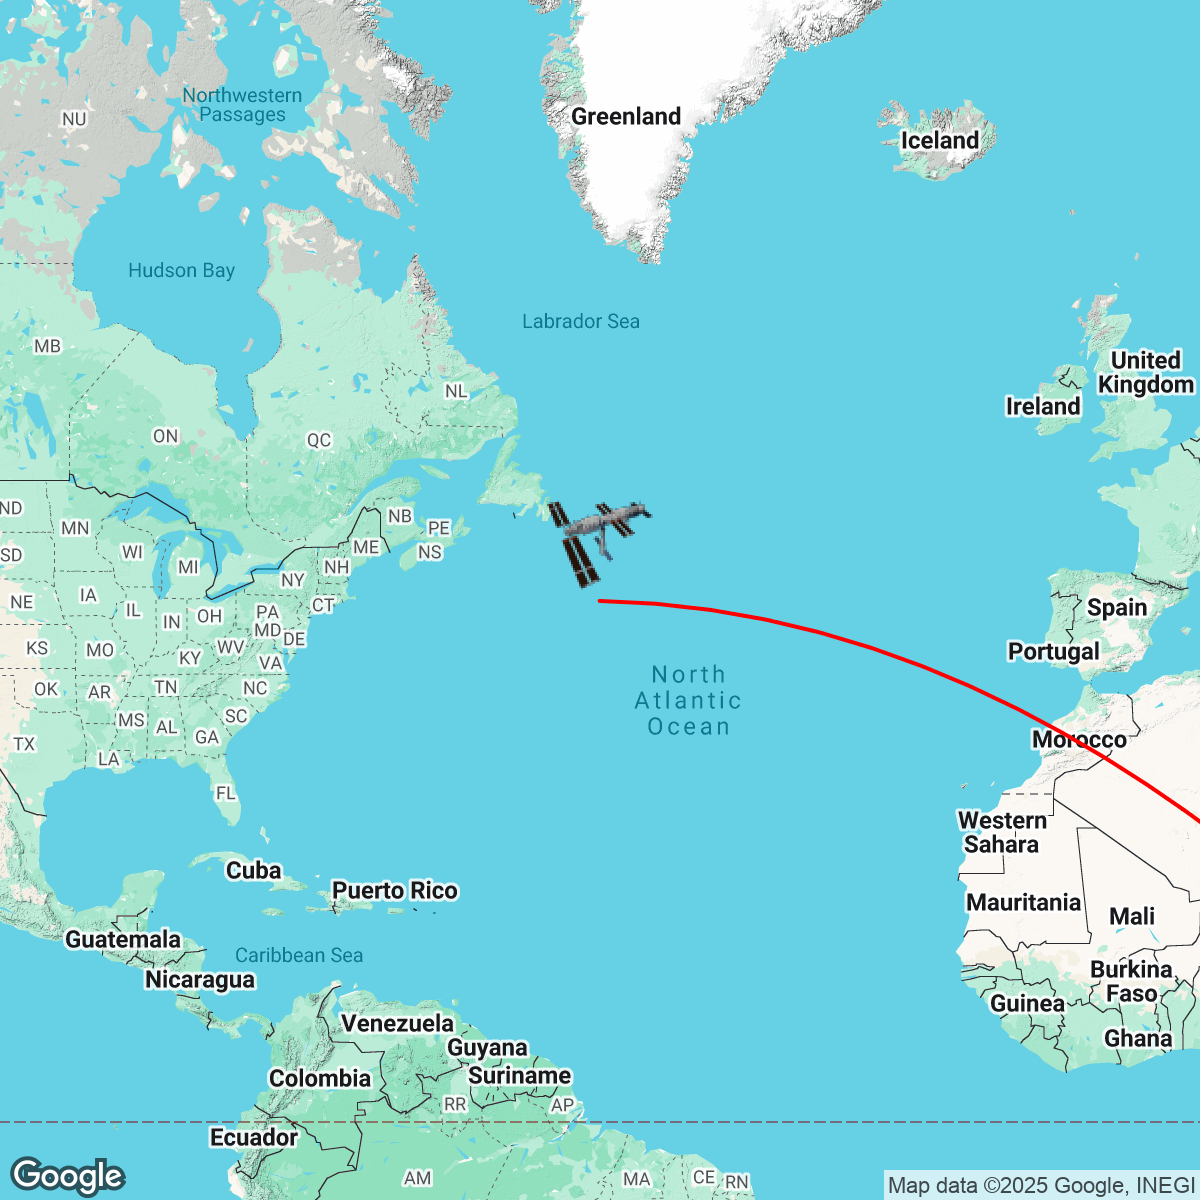 Greenland
NU
Northwestern
Passages
Iceland
Hudson Bay
Labrador Sea
MB
United
Kingdom
NL
Ireland
ON
QC
ND
MN
NB
PE
SD
WI
ME
NS
MI
NH
NY
NE
IA
IL
OH
PA
CT
Spain
IN
MD
DE
KS
MO
WV
KY
VA
Portugal
North
Atlantic
Ocean
OK
AR
TN
NC
MS
AL
SC
GA
TX
LA
Morocco
FL
Western
Sahara
Cuba
Puerto Rico
Mauritania
Mali
Guatemala
Caribbean Sea
Nicaragua
Burkina
Faso
Guinea
Venezuela
Ghana
Guyana
Colombia
Suriname
RR
AP
Ecuador
AM
MA
CE
RN
Google
Map data ©2025 Google, INEGI